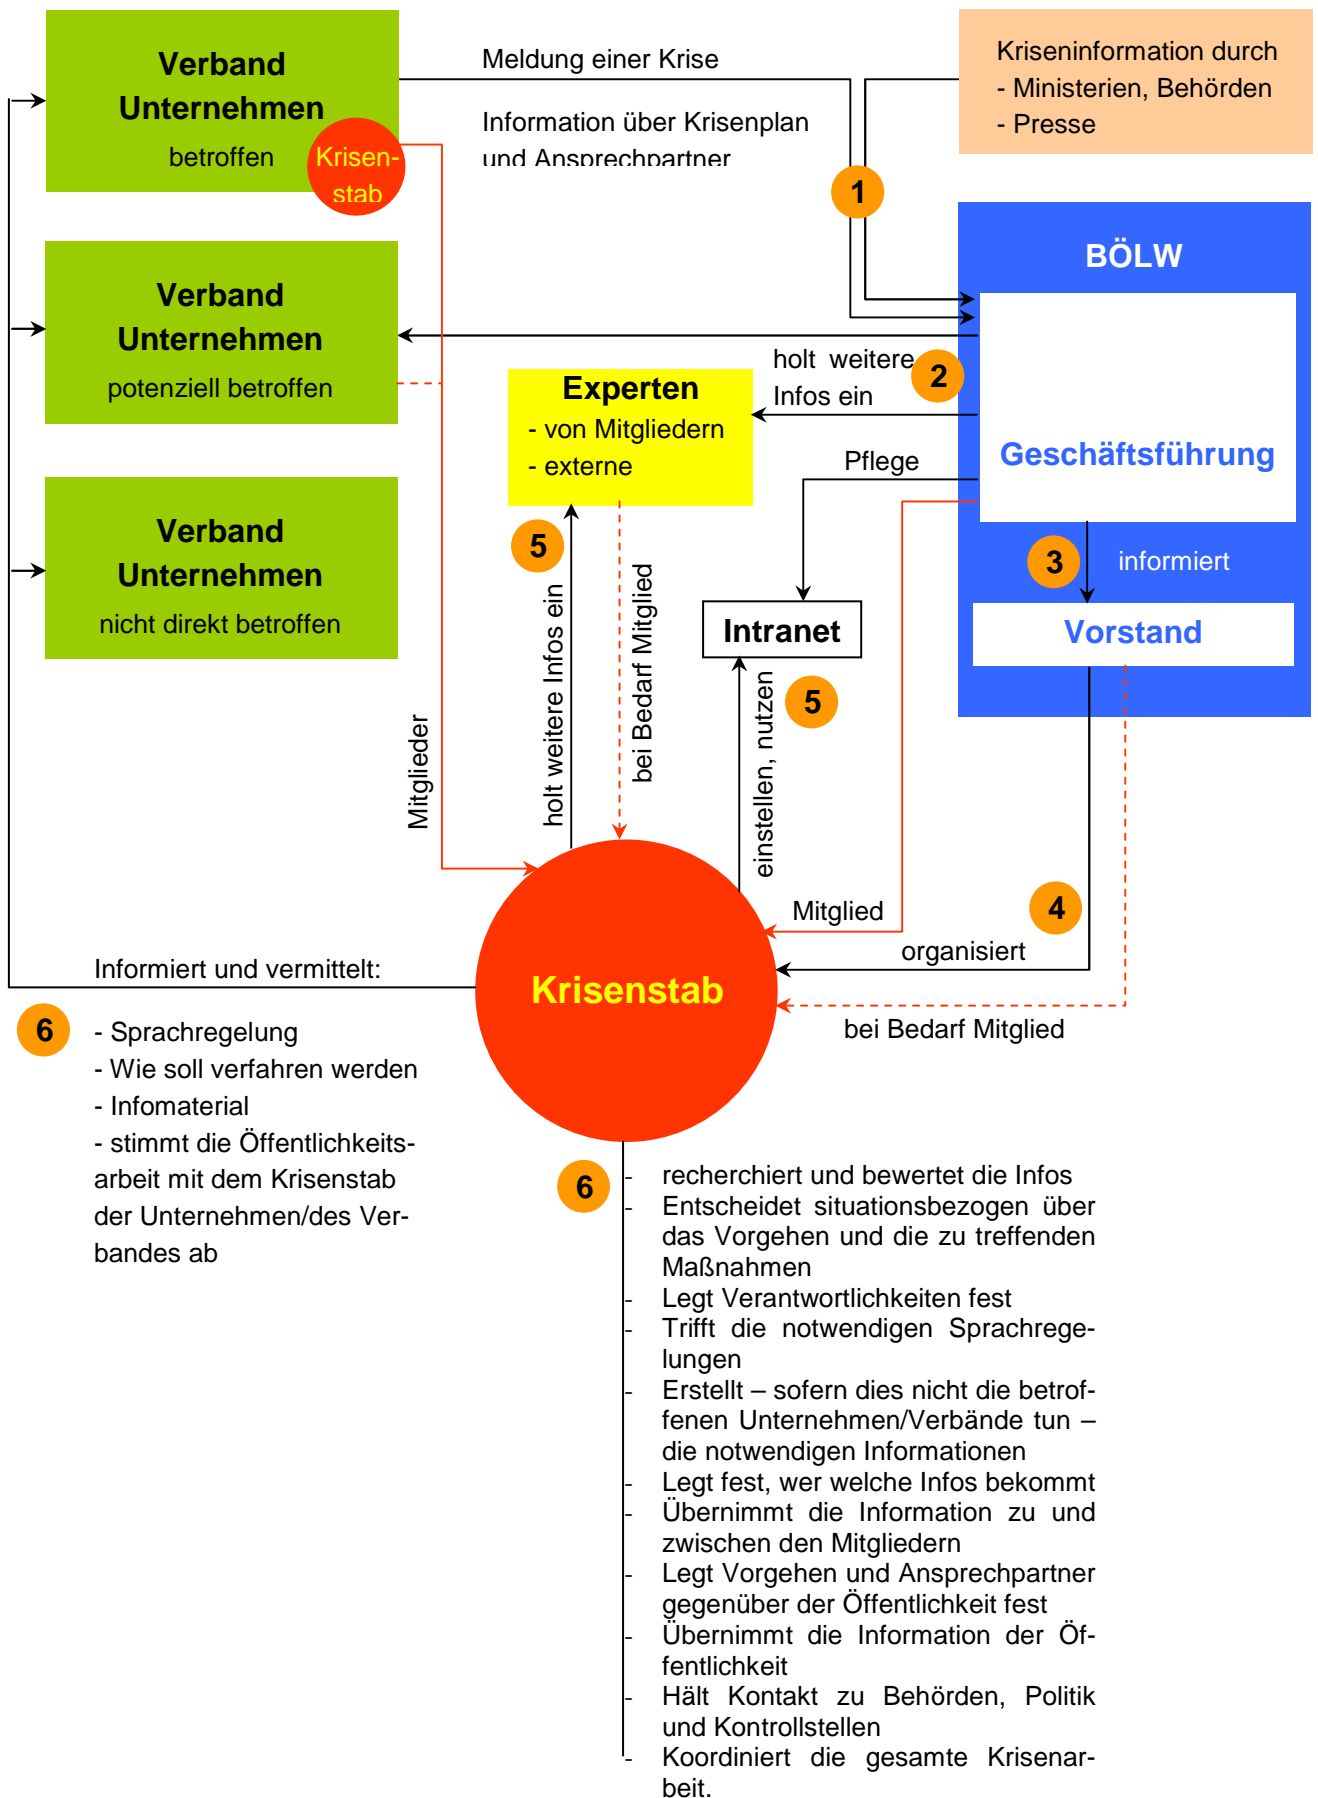 Verband
Unternehmen
betroffen
Krisen-
stab
Meldung einer Krise
Information über Krisenplan
und Ansprechpartner
Kriseninformation durch
- Ministerien, Behörden
- Presse
1
BÖLW
Verband
Unternehmen
potenziell betroffen
holt weitere
Infos ein
2
Experten
- von Mitgliedern
- externe
Geschäftsführung
Pflege
Verband
Unternehmen
nicht direkt betroffen
5
3
informiert
Intranet
Vorstand
5
Mitglieder
holt weitere Infos ein
bei Bedarf Mitglied
einstellen, nutzen
Mitglied
4
organisiert
Krisenstab
bei Bedarf Mitglied
Informiert und vermittelt:
6
- Sprachregelung
- Wie soll verfahren werden
- Infomaterial
- stimmt die Öffentlichkeits-
arbeit mit dem Krisenstab
der Unternehmen/des Ver-
bandes ab
6
- recherchiert und bewertet die Infos
- Entscheidet situationsbezogen über
das Vorgehen und die zu treffenden
Maßnahmen
- Legt Verantwortlichkeiten fest
- Trifft die notwendigen Sprachrege-
lungen
- Erstellt – sofern dies nicht die betrof-
fenen Unternehmen/Verbände tun –
die notwendigen Informationen
- Legt fest, wer welche Infos bekommt
- Übernimmt die Information zu und
zwischen den Mitgliedern
- Legt Vorgehen und Ansprechpartner
gegenüber der Öffentlichkeit fest
- Übernimmt die Information der Öf-
fentlichkeit
- Hält Kontakt zu Behörden, Politik
und Kontrollstellen
- Koordiniert die gesamte Krisenar-
beit.